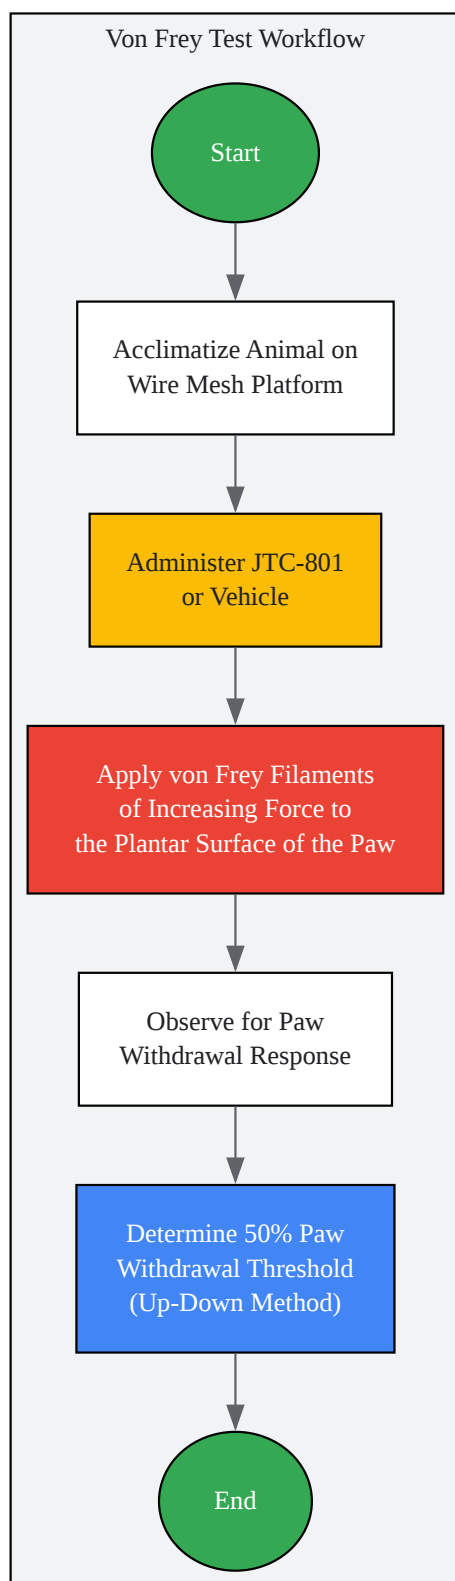 Von Frey Test Workflow
Start
Acclimatize Animal on
Wire Mesh Platform
Administer JTC-801
or Vehicle
Apply von Frey Filaments
of Increasing Force to
the Plantar Surface of the Paw
Observe for Paw
Withdrawal Response
Determine 50% Paw
Withdrawal Threshold
(Up-Down Method)
End